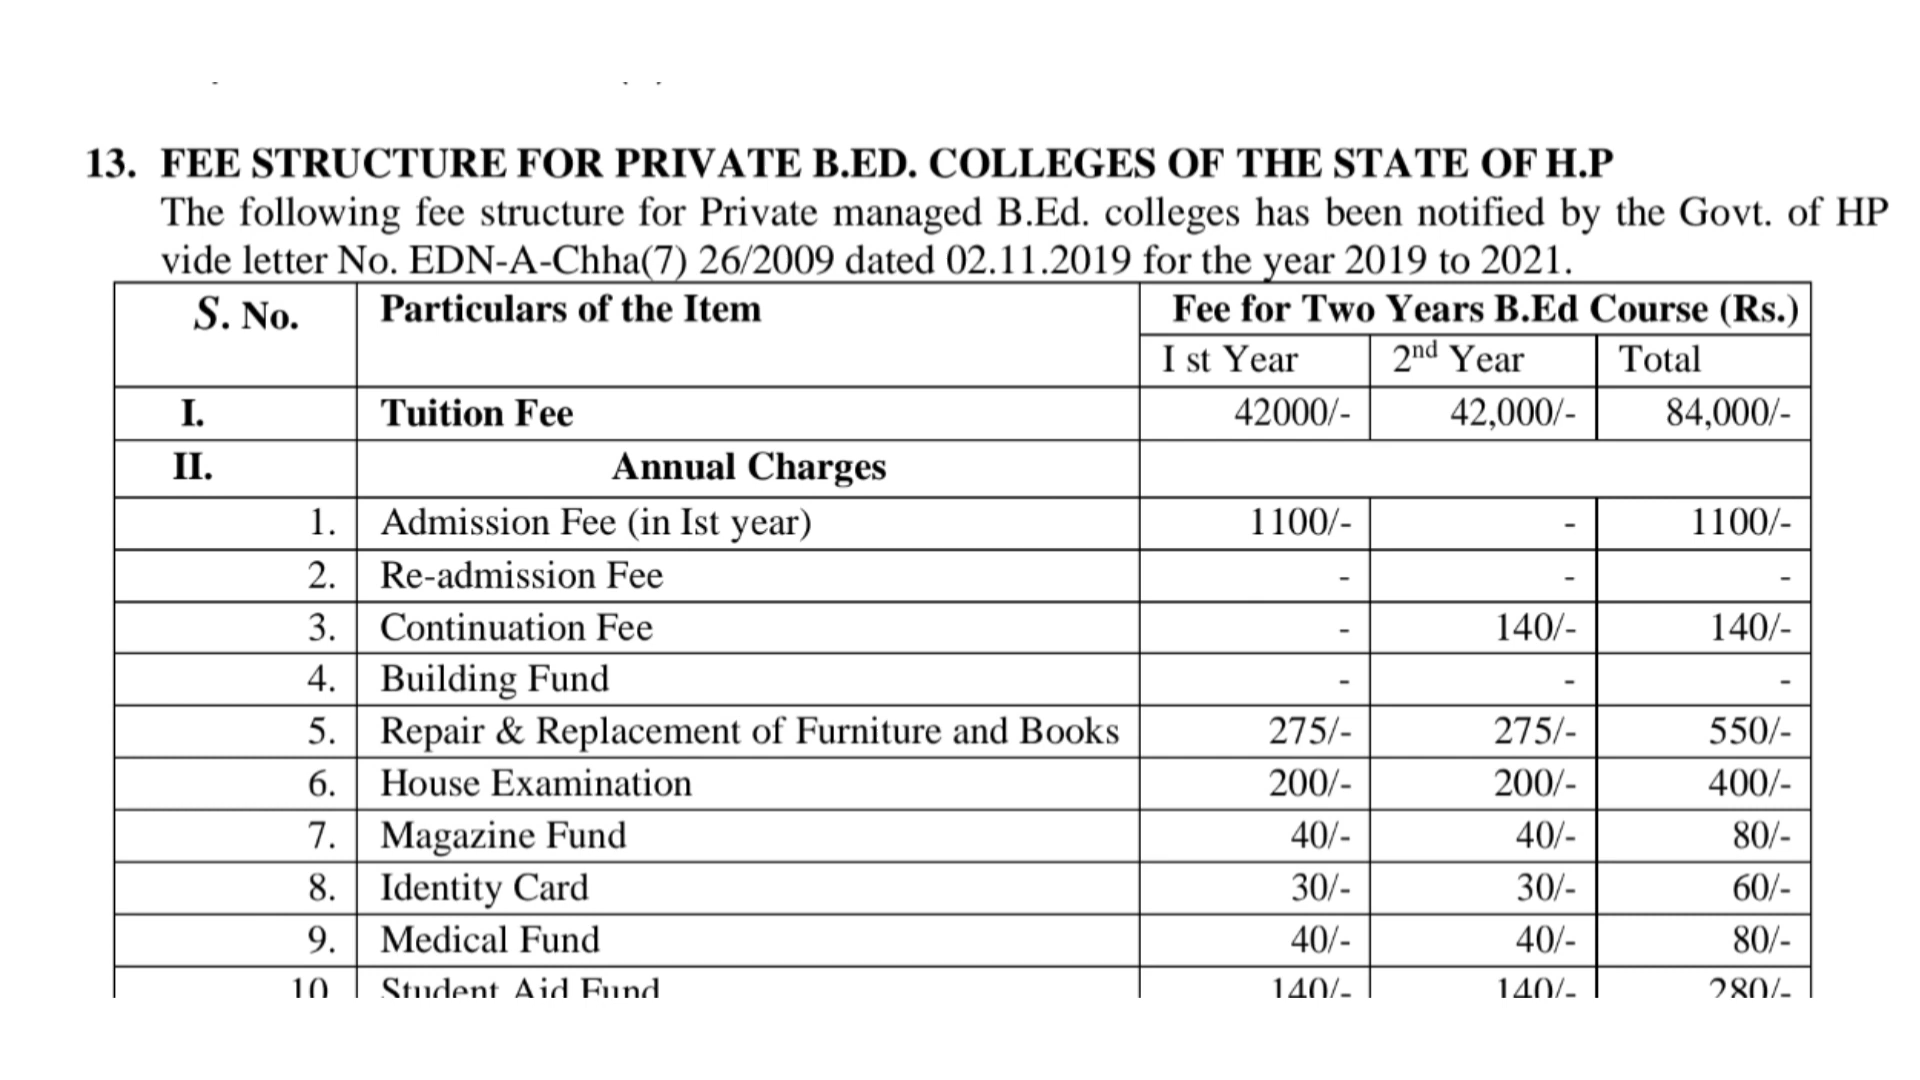 13. FEE STRUCTURE FOR PRIVATE B.ED. COLLEGES OF THE STATE OF H.P
The following fee structure for Private managed B.Ed. colleges has been notified by the Govt. of HP
vide letter No. EDN-A-Chha(7) 26/2009 dated 02.11.2019 for the year 2019 to 2021.
S. No. Particulars of the Item Fee for Two Years B.Ed Course (Rs.)
I st Year 2nd Year Total
I. Tuition Fee 42000/- 42,000/- 84,000/-
II. Annual Charges
1. Admission Fee (in Ist year) 1100/- - 1100/-
2. Re-admission Fee - - -
3. Continuation Fee - 140/- 140/-
4. Building Fund - - -
5. Repair & Replacement of Furniture and Books 275/- 275/- 550/-
6. House Examination 200/- 200/- 400/-
7. Magazine Fund 40/- 40/- 80/-
8. Identity Card 30/- 30/- 60/-
9. Medical Fund 40/- 40/- 80/-
10 Student Aid Fund 140/- 140/- 280/-